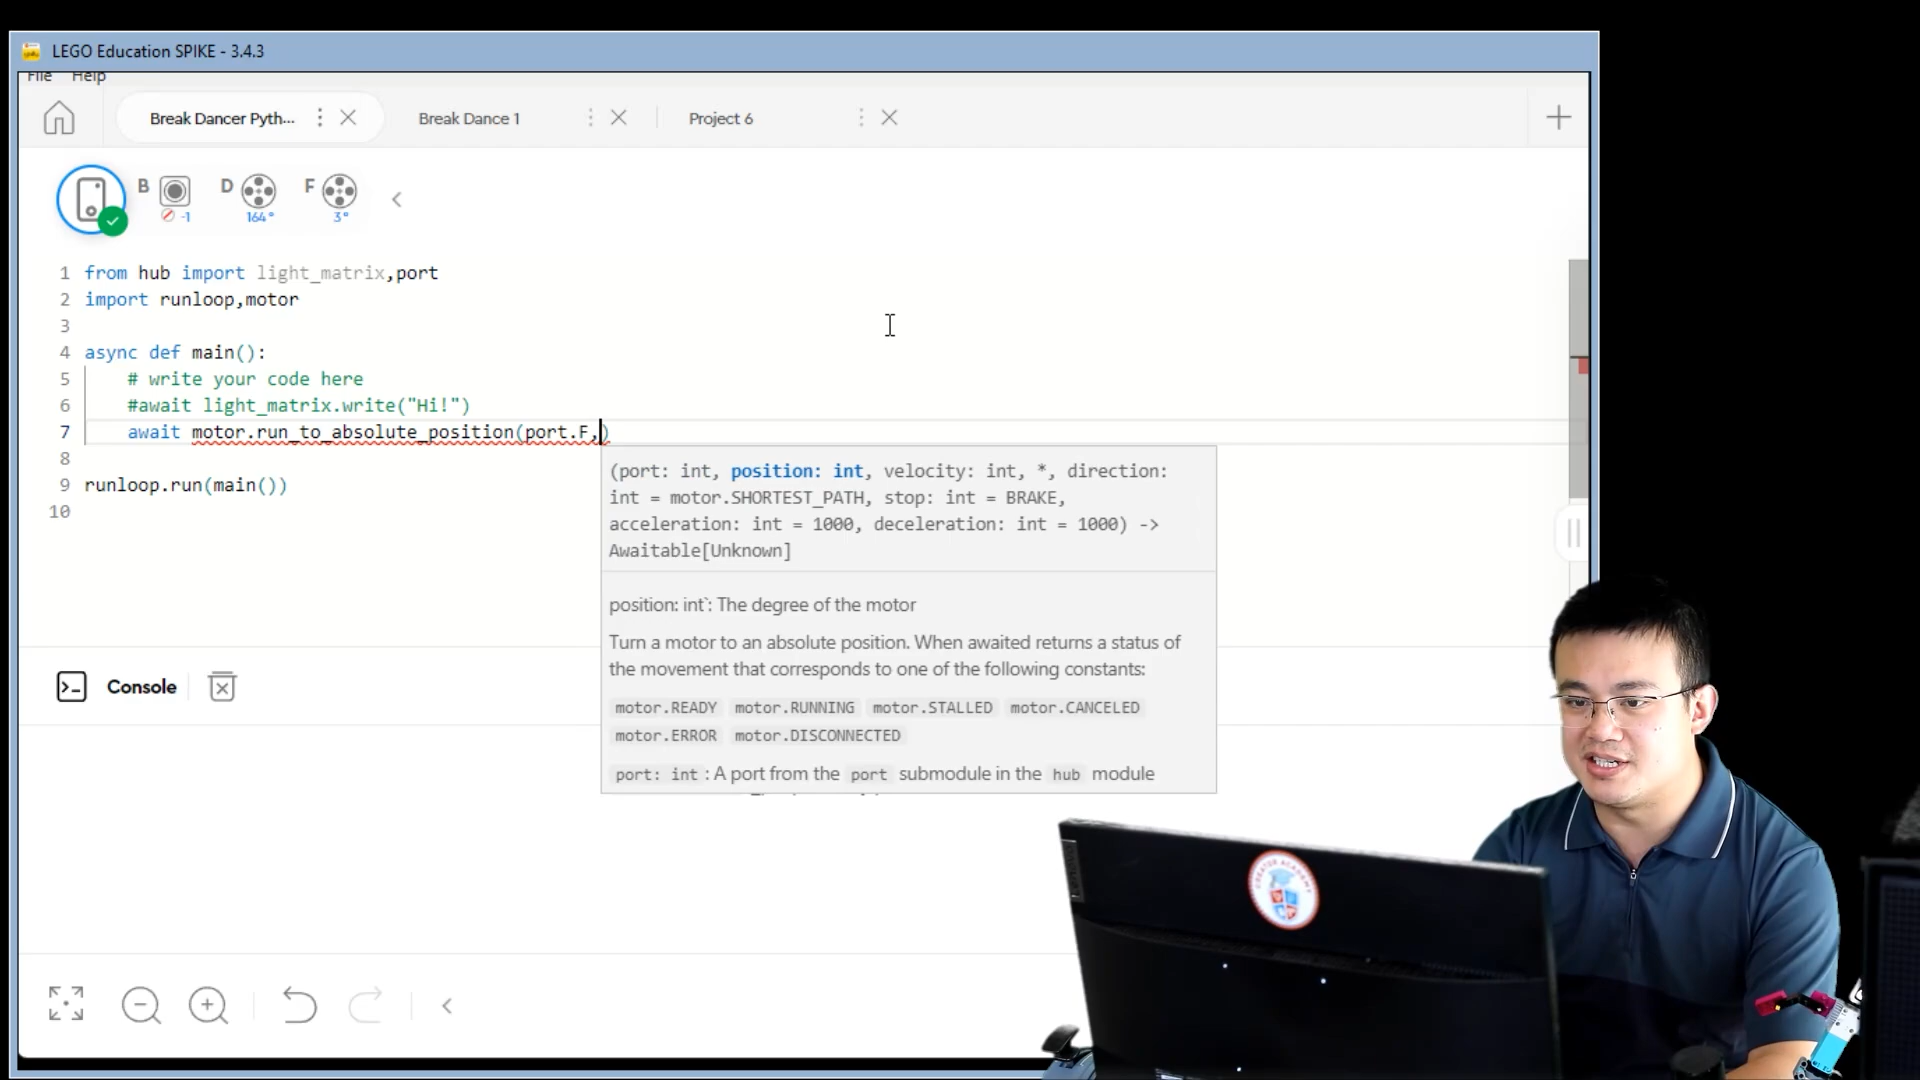 LEGO Education SPIKE - 3.4.3
File Help
Break Dancer Pyth...
Break Dance 1
Project 6
B
-1
D
164°
F
3°
1 from hub import light_matrix,port
2 import runloop,motor
3
4 async def main():
5 # write your code here
6 #await light_matrix.write("Hi!")
7 await motor.run_to_absolute_position(port.F,)
8
9 runloop.run(main())
10
(port: int, position: int, velocity: int, *, direction:
int = motor.SHORTEST_PATH, stop: int = BRAKE,
acceleration: int = 1000, deceleration: int = 1000) ->
Awaitable[Unknown]
position: int`: The degree of the motor
Turn a motor to an absolute position. When awaited returns a status of
the movement that corresponds to one of the following constants:
motor.READY motor.RUNNING motor.STALLED motor.CANCELED
motor.ERROR motor.DISCONNECTED
port: int : A port from the port submodule in the hub module
Console